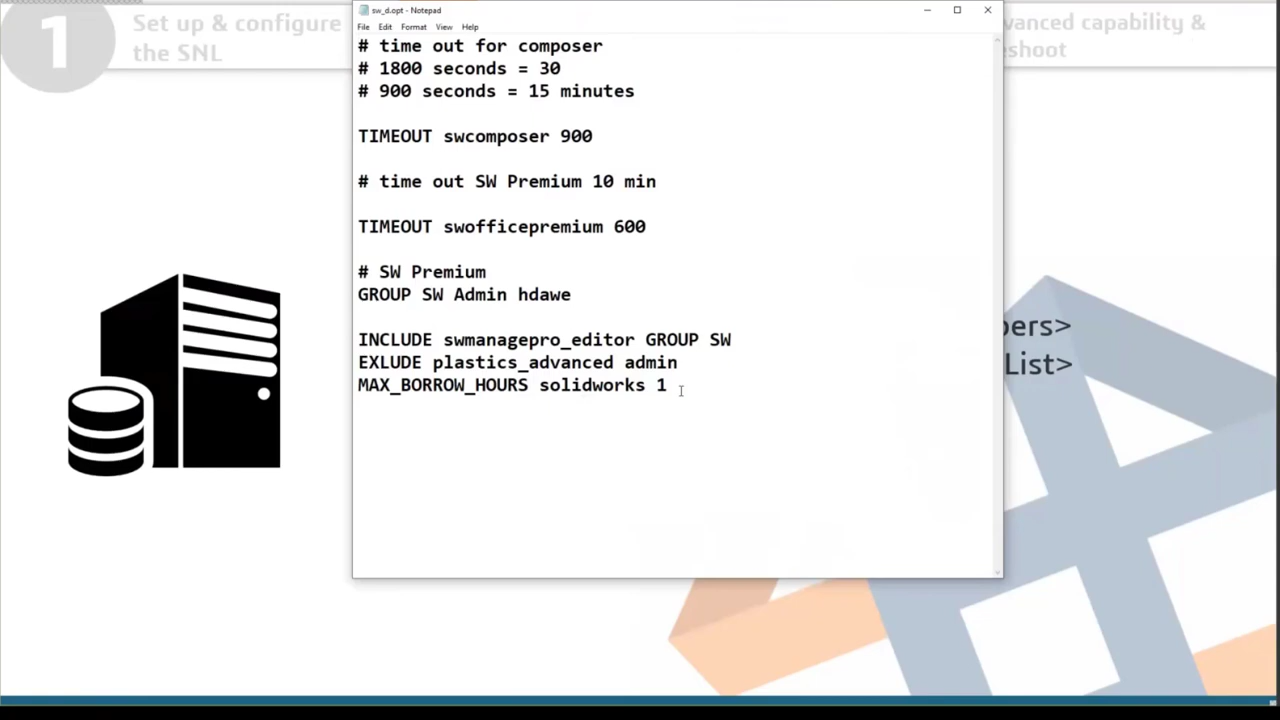 1
Set up & configure
the SNL
sw_d.opt - Notepad
File Edit Format View Help
# time out for composer
# 1800 seconds = 30
# 900 seconds = 15 minutes
TIMEOUT swcomposer 900
# time out SW Premium 10 min
TIMEOUT swofficepremium 600
# SW Premium
GROUP SW Admin hdawe
INCLUDE swmanagepro_editor GROUP SW
EXLUDE plastics_advanced admin
MAX_BORROW_HOURS solidworks 1
vanced capability &
eshoot
bers>
List>